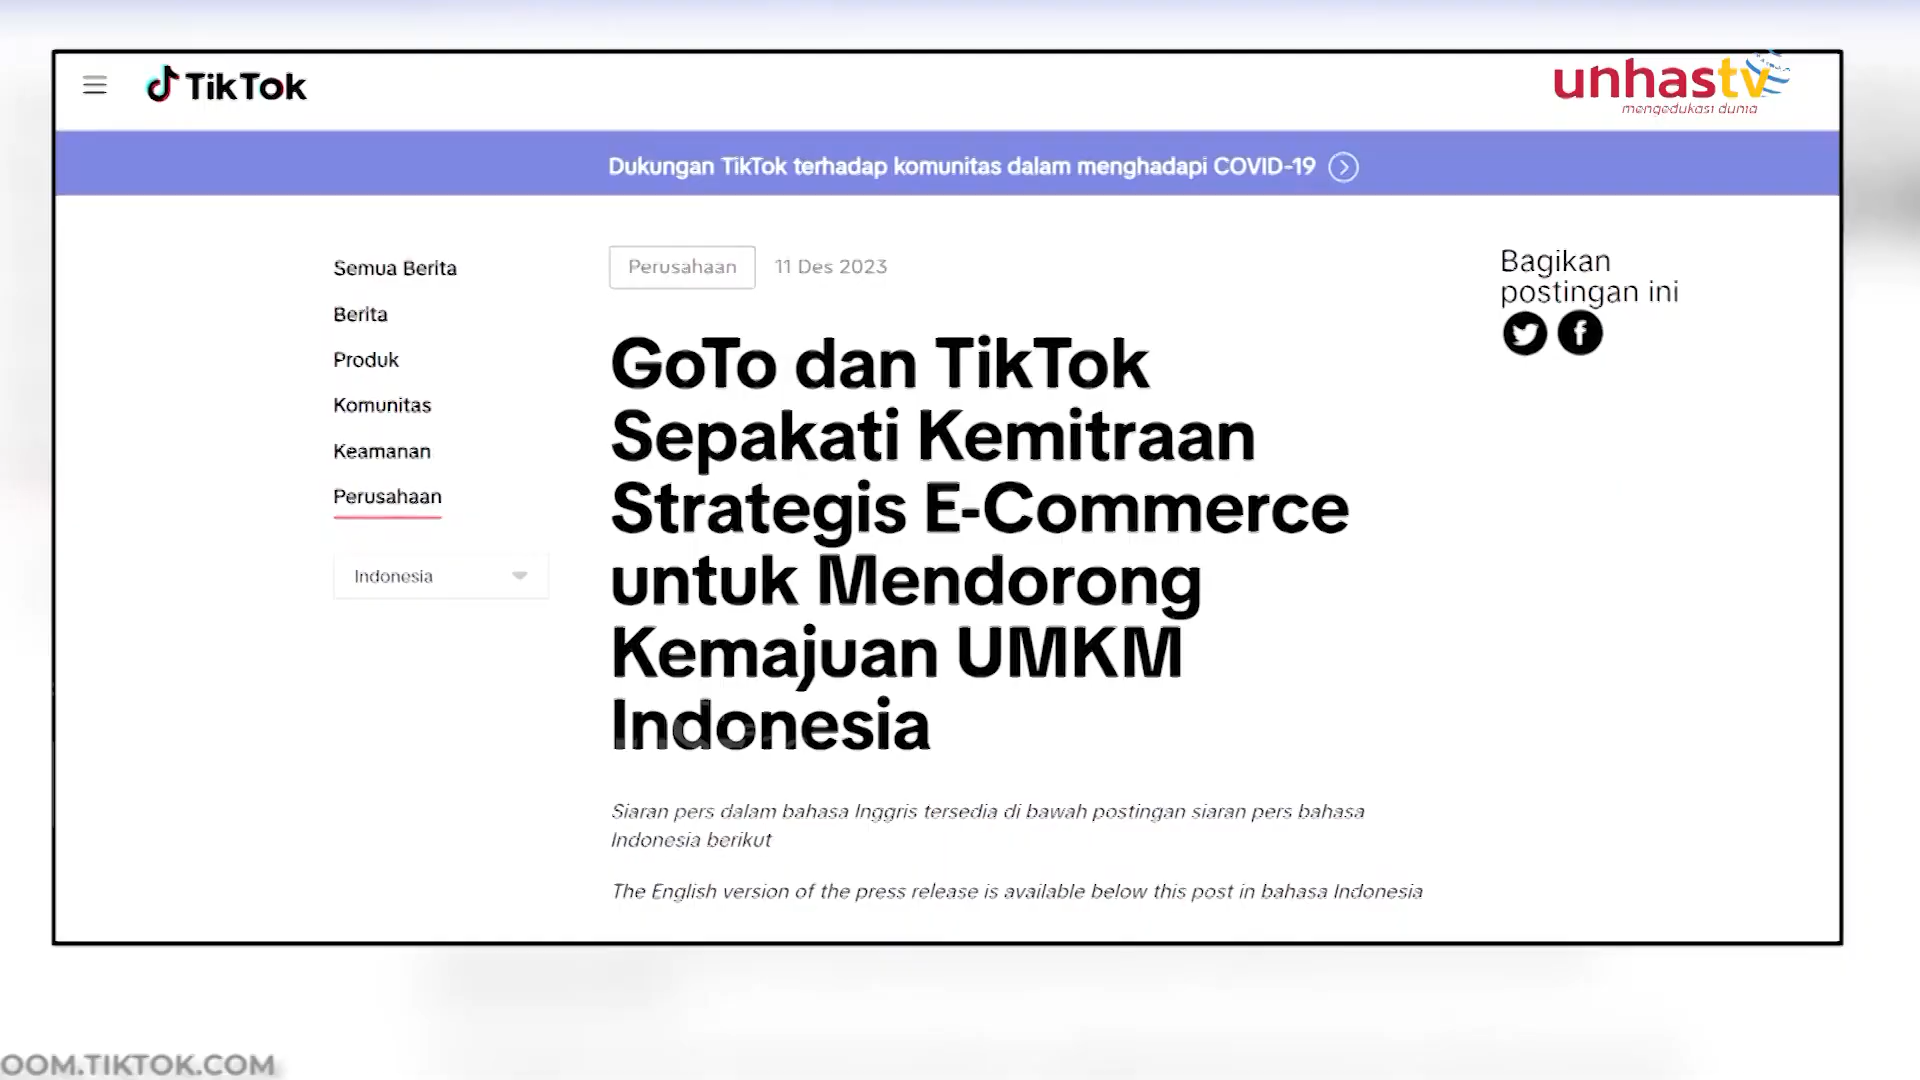 TikTok
unhastv
mengedukasi dunia
Dukungan TikTok terhadap komunitas dalam menghadapi COVID-19
Semua Berita
Berita
Produk
Komunitas
Keamanan
Perusahaan
Indonesia
Perusahaan
11 Des 2023
GoTo dan TikTok
Sepakati Kemitraan
Strategis E-Commerce
untuk Mendorong
Kemajuan UMKM
Indonesia
Siaran pers dalam bahasa Inggris tersedia di bawah postingan siaran pers bahasa
Indonesia berikut
The English version of the press release is available below this post in bahasa Indonesia
Bagikan
postingan ini
OOM.TIKTOK.COM